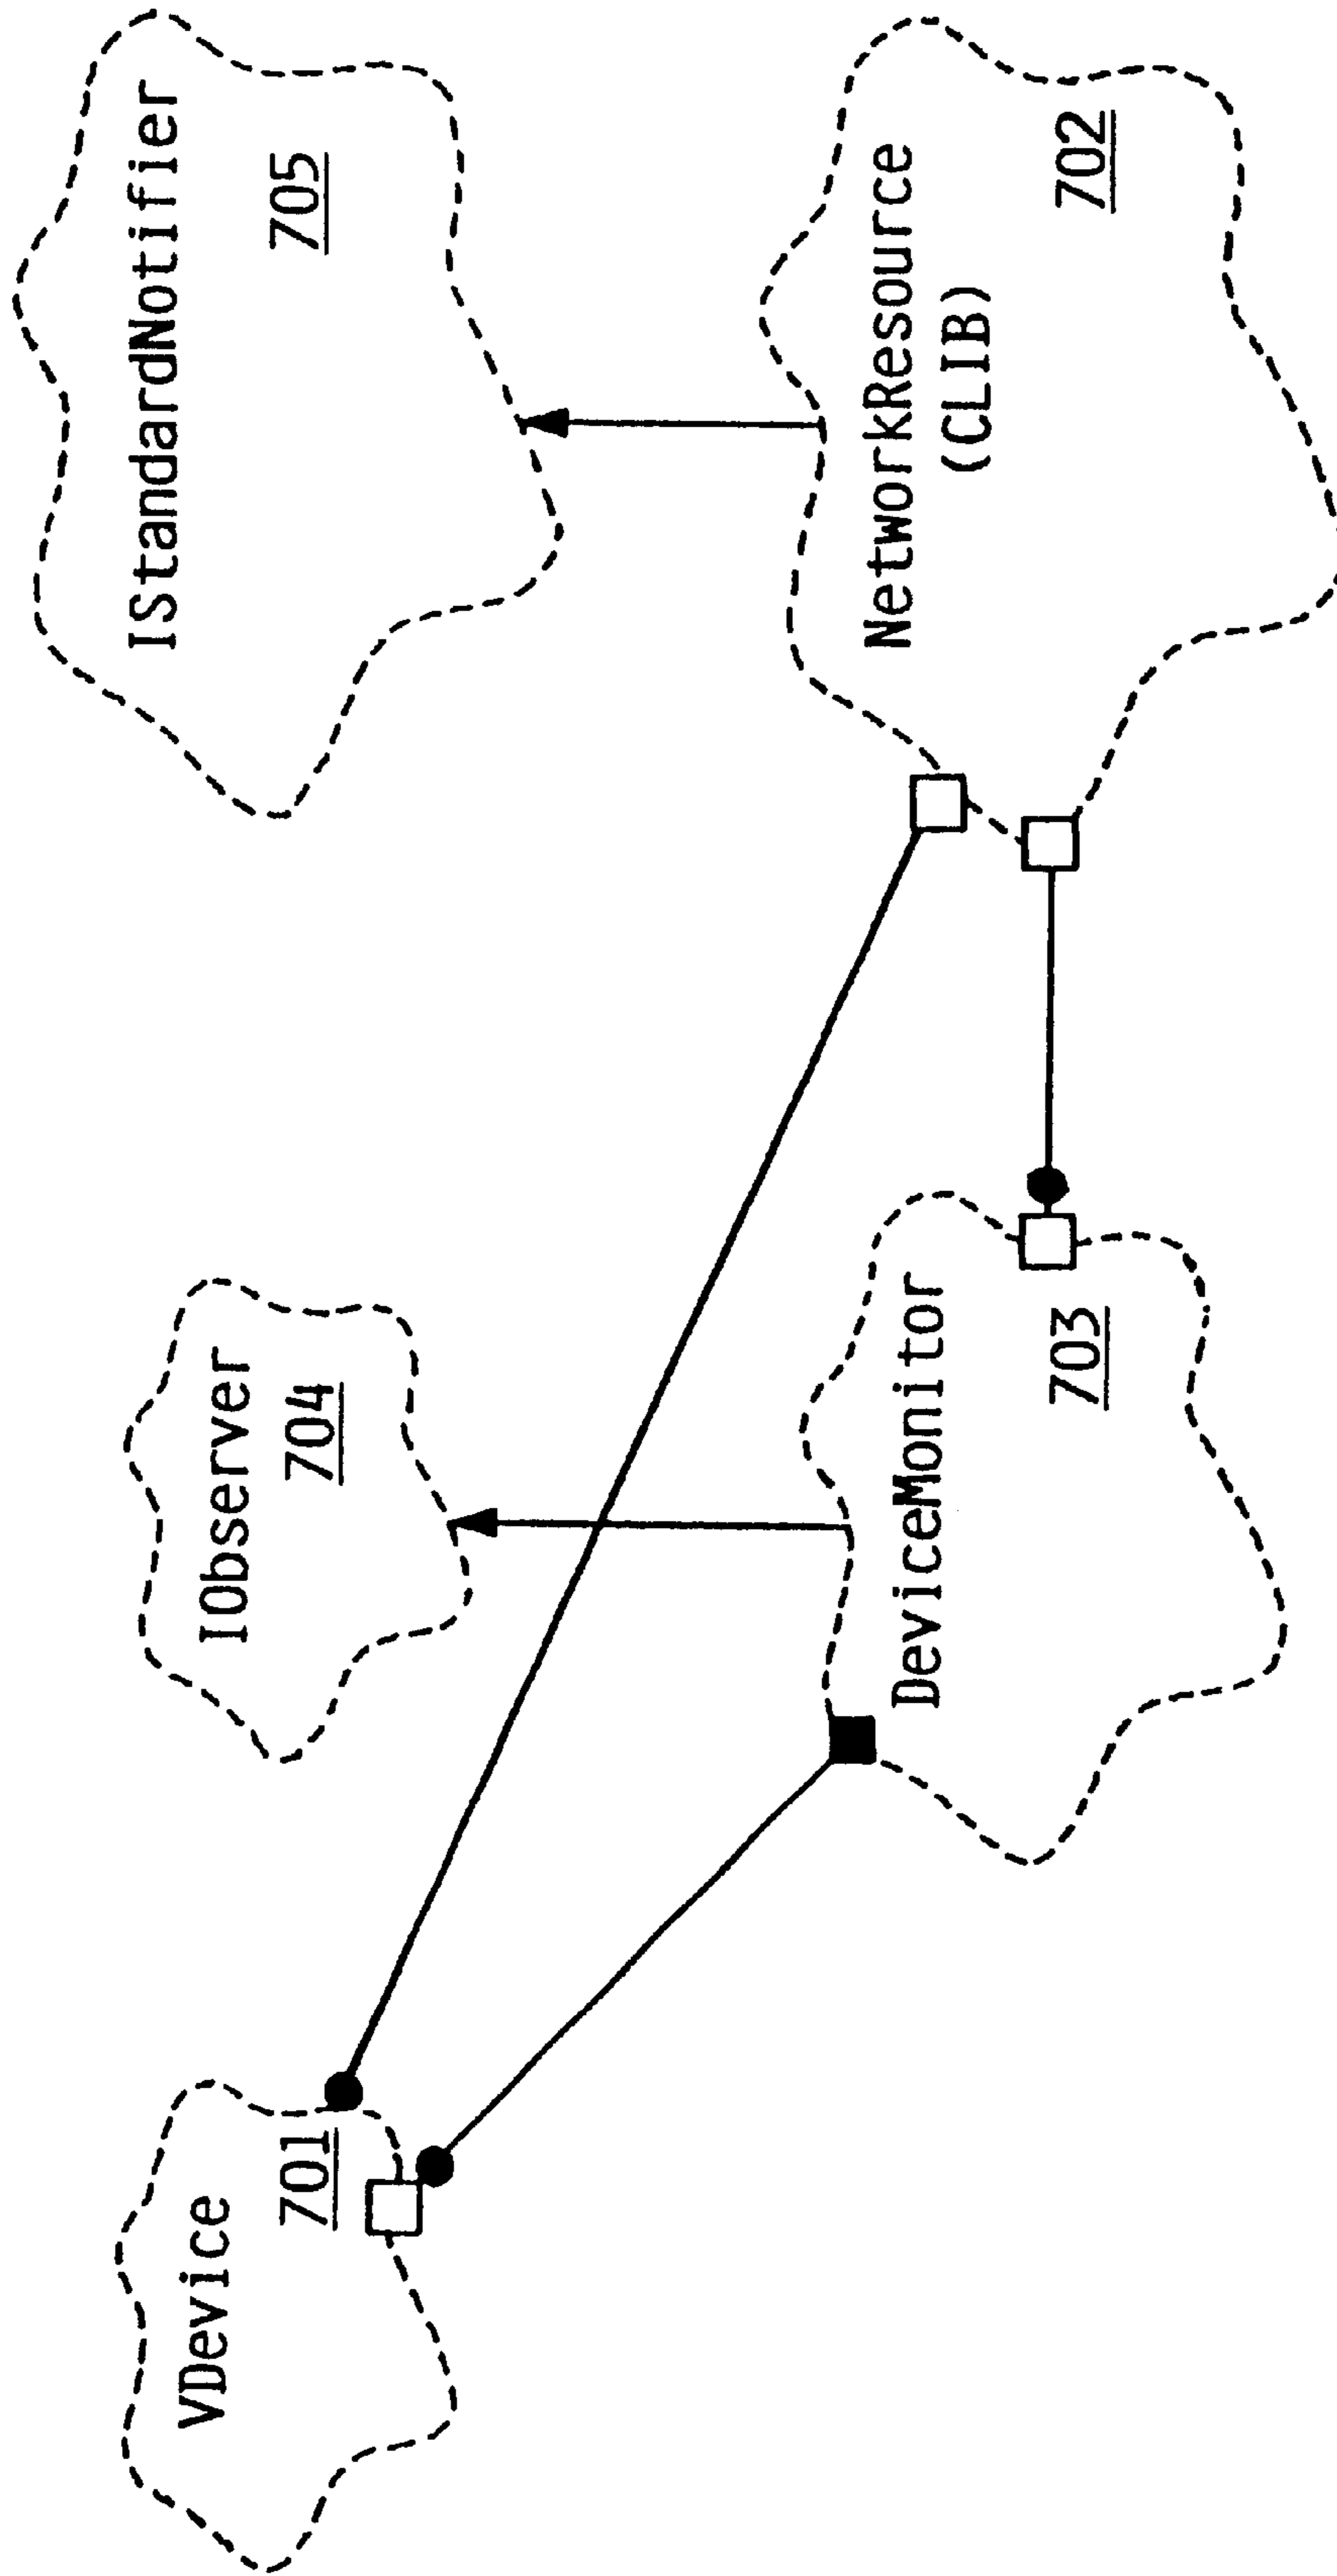 VDevice
701
IObserver
704
IStandardNotifier
705
DeviceMonitor
703
NetworkResource
(CLIB)
702